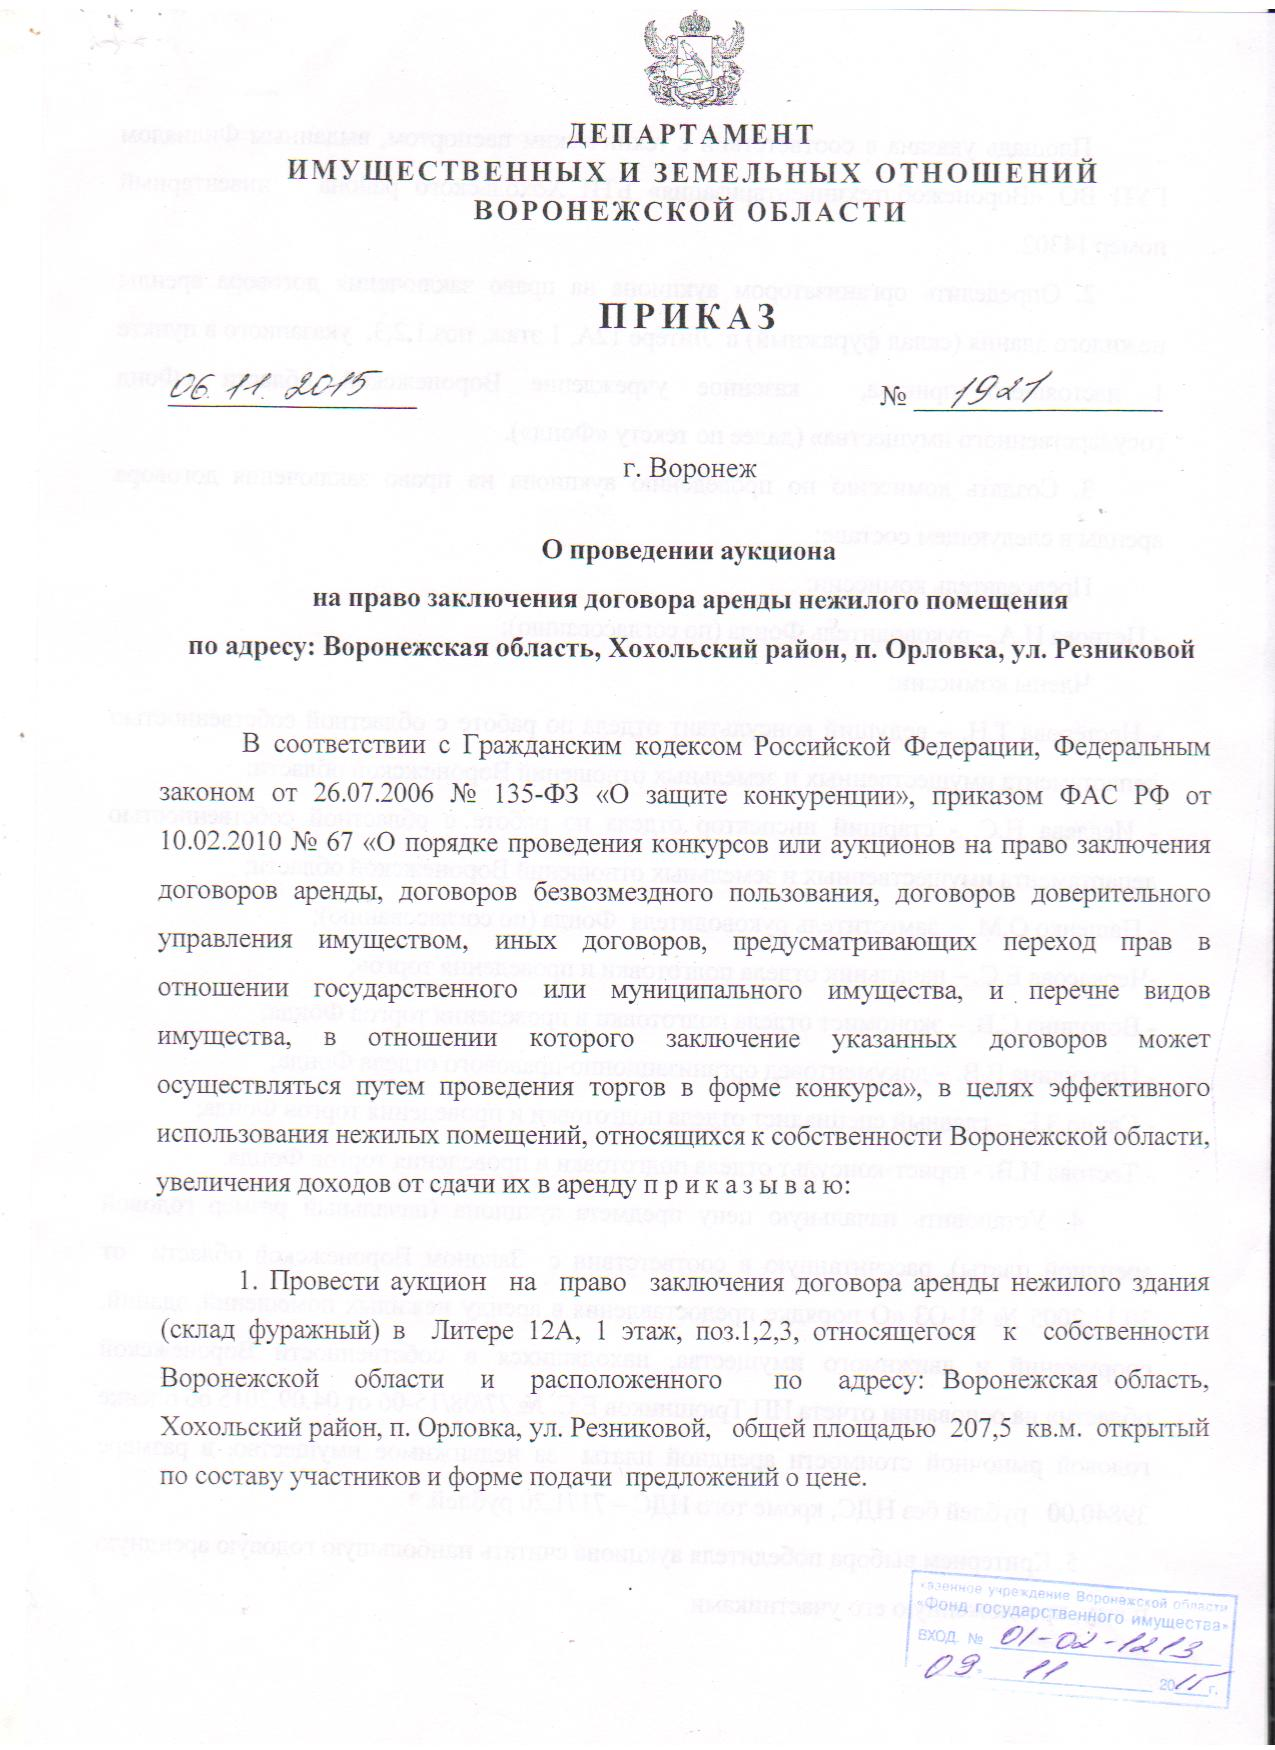 ДЕПАРТАМЕНТ
ИМУЩЕСТВЕННЫХ И ЗЕМЕЛЬНЫХ ОТНОШЕНИЙ
ВОРОНЕЖСКОЙ ОБЛАСТИ
ПРИКАЗ
06.11.2015 № 1921
г. Воронеж
О проведении аукциона
на право заключения договора аренды нежилого помещения
по адресу: Воронежская область, Хохольский район, п. Орловка, ул. Резниковой
В соответствии с Гражданским кодексом Российской Федерации, Федеральным
законом от 26.07.2006 № 135-ФЗ «О защите конкуренции», приказом ФАС РФ от
10.02.2010 № 67 «О порядке проведения конкурсов или аукционов на право заключения
договоров аренды, договоров безвозмездного пользования, договоров доверительного
управления имуществом, иных договоров, предусматривающих переход прав в
отношении государственного или муниципального имущества, и перечне видов
имущества, в отношении которого заключение указанных договоров может
осуществляться путем проведения торгов в форме конкурса», в целях эффективного
использования нежилых помещений, относящихся к собственности Воронежской области,
увеличения доходов от сдачи их в аренду п р и к а з ы в а ю:
1. Провести аукцион на право заключения договора аренды нежилого здания
(склад фуражный) в Литере 12А, 1 этаж, поз.1,2,3, относящегося к собственности
Воронежской области и расположенного по адресу: Воронежская область,
Хохольский район, п. Орловка, ул. Резниковой, общей площадью 207,5 кв.м. открытый
по составу участников и форме подачи предложений о цене.
казенное учреждение Воронежской области
«Фонд государственного имущества»
ВХОД. № 01-02-1213
09 11 2015 г.